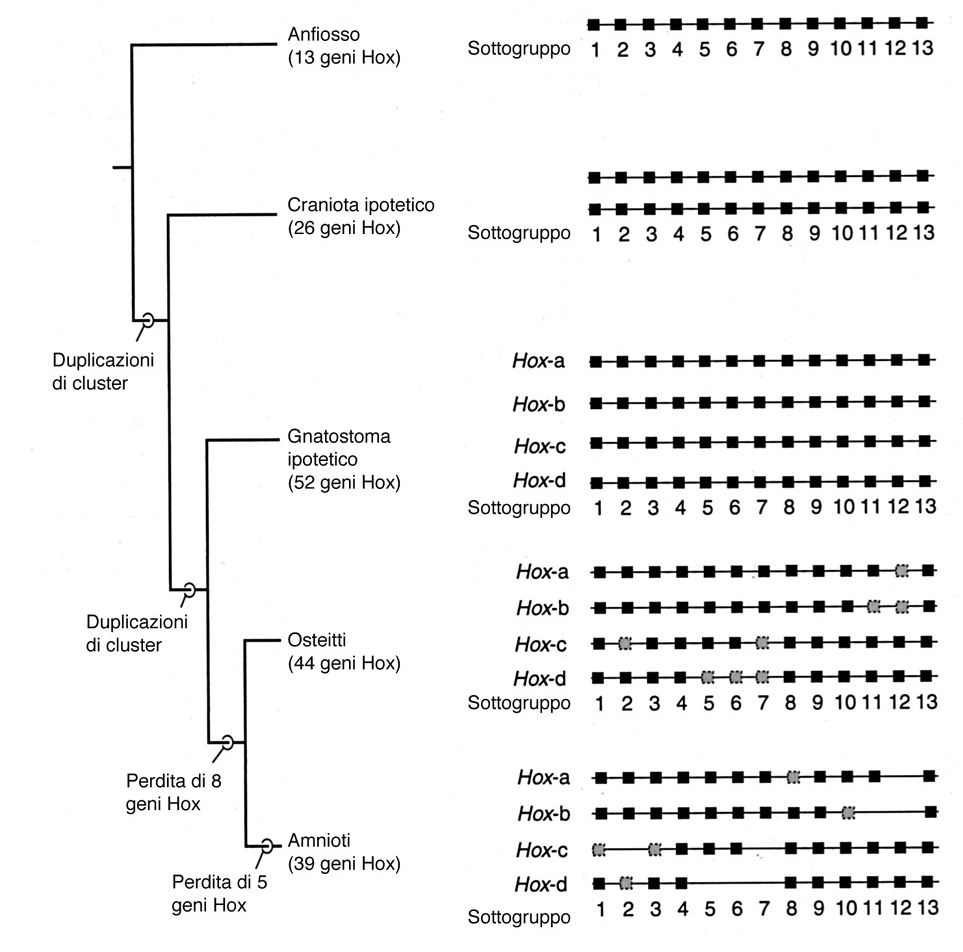 Anfiosso
(13 geni Hox)
Sottogruppo 1 2 3 4 5 6 7 8 9 10 11 12 13
Craniota ipotetico
(26 geni Hox)
Sottogruppo 1 2 3 4 5 6 7 8 9 10 11 12 13
Duplicazioni
di cluster
Hox-a
Hox-b
Hox-c
Hox-d
Sottogruppo 1 2 3 4 5 6 7 8 9 10 11 12 13
Gnatostoma
ipotetico
(52 geni Hox)
Duplicazioni
di cluster
Hox-a
Hox-b
Hox-c
Hox-d
Sottogruppo 1 2 3 4 5 6 7 8 9 10 11 12 13
Osteitti
(44 geni Hox)
Perdita di 8
geni Hox
Hox-a
Hox-b
Hox-c
Hox-d
Sottogruppo 1 2 3 4 5 6 7 8 9 10 11 12 13
Amnioti
(39 geni Hox)
Perdita di 5
geni Hox